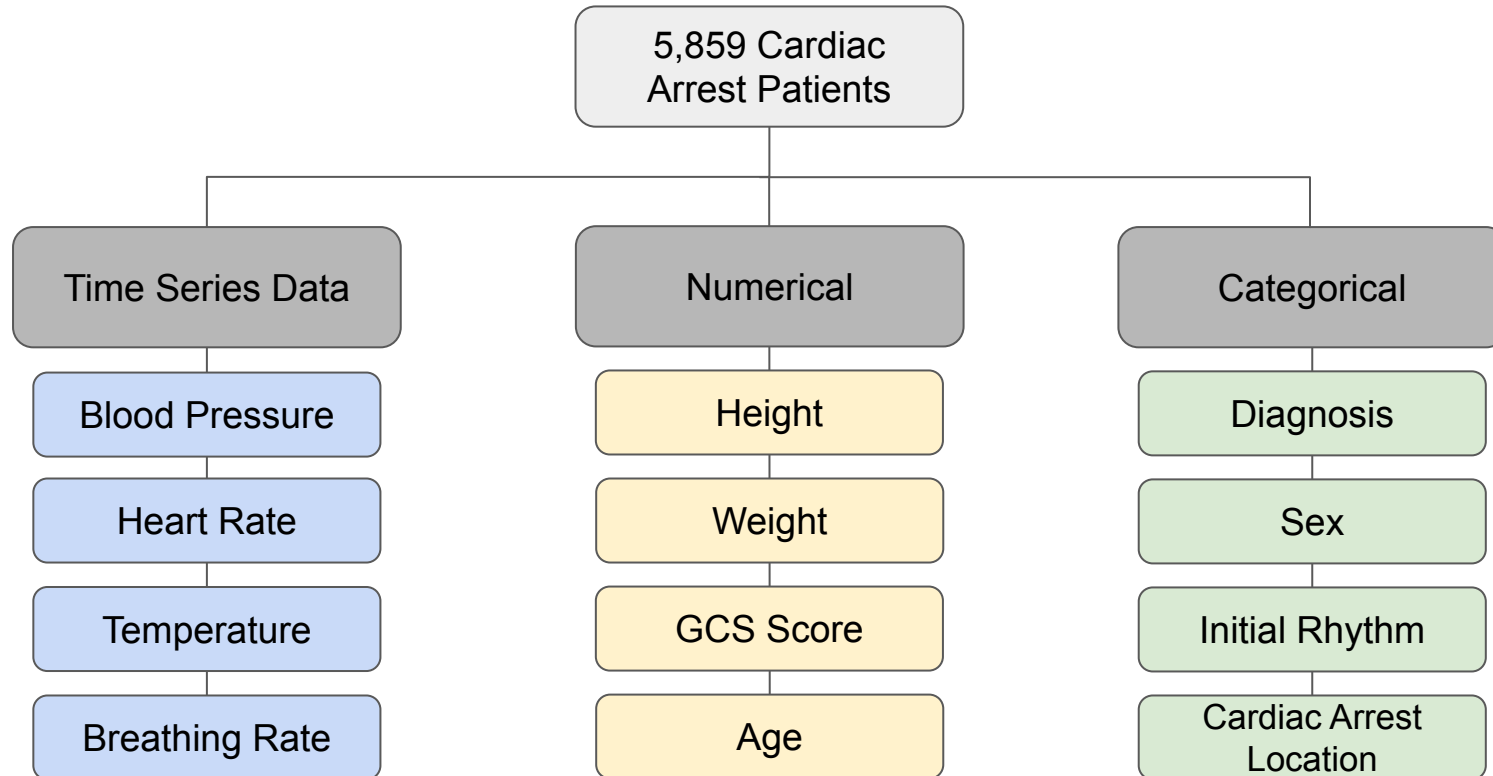 5,859 Cardiac
Arrest Patients
Time Series Data
Numerical
Categorical
Blood Pressure
Height
Diagnosis
Heart Rate
Weight
Sex
Temperature
GCS Score
Initial Rhythm
Breathing Rate
Age
Cardiac Arrest
Location